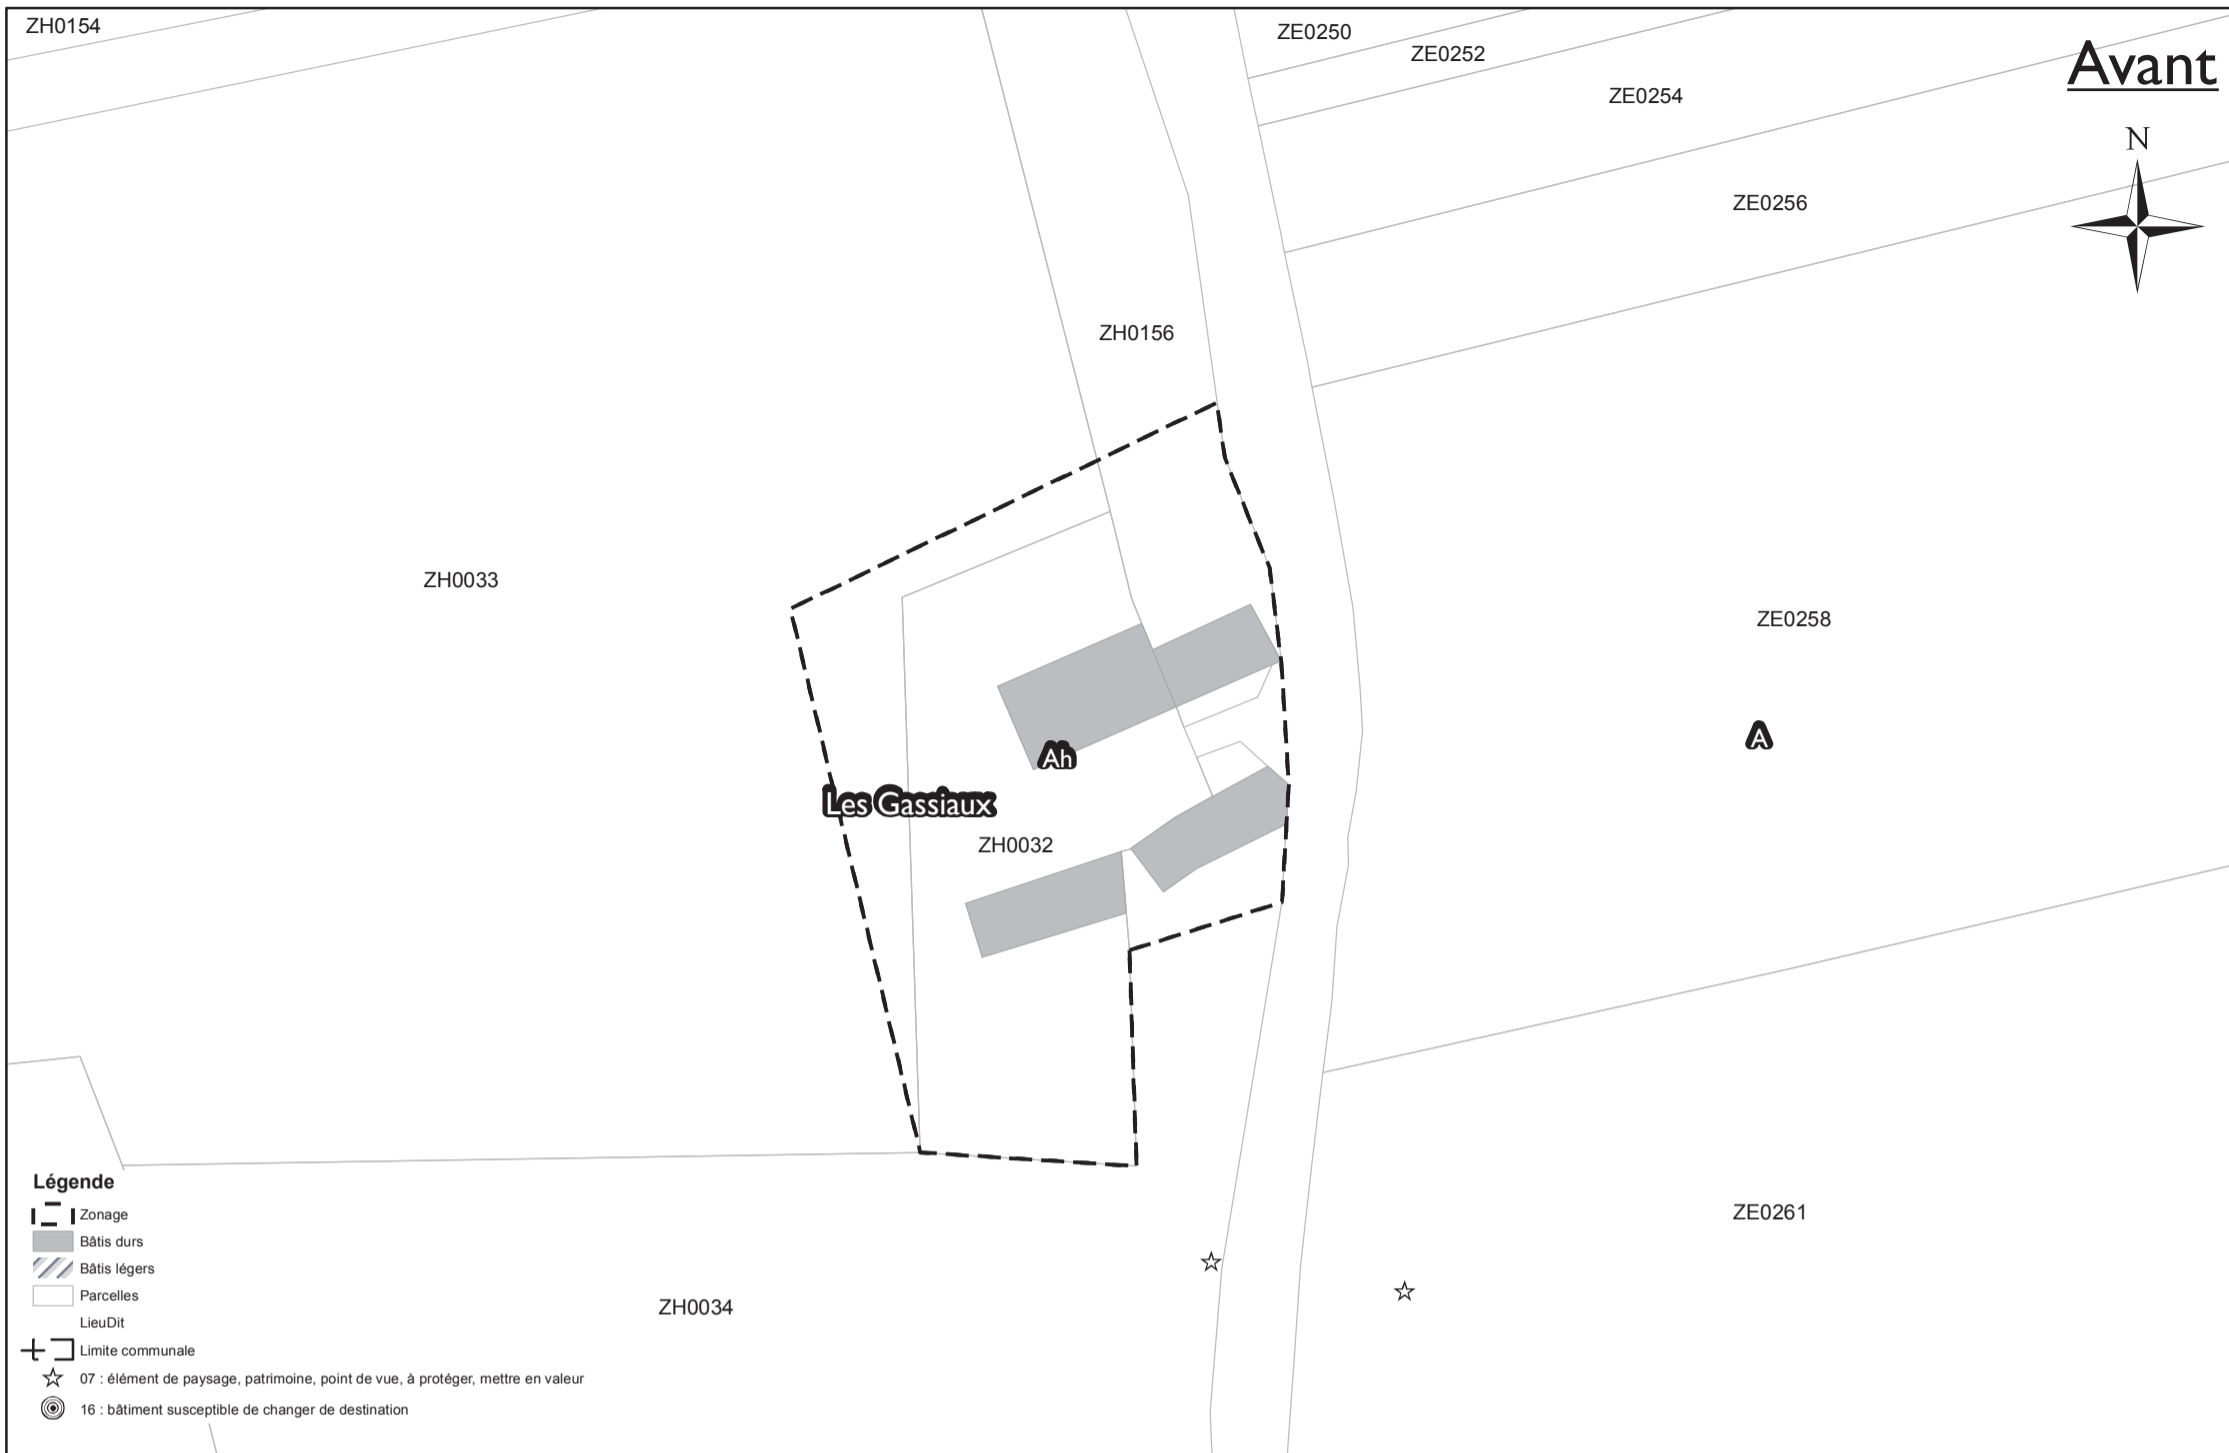 ZH0154
ZE0250
ZE0252
Avant
ZE0254
N
ZE0256
ZH0156
ZH0033
ZE0258
A
Ah
Les Gassiaux
ZH0032
ZE0261
ZH0034
Légende
Zonage
Bâtis durs
Bâtis légers
Parcelles
LieuDit
Limite communale
07 : élément de paysage, patrimoine, point de vue, à protéger, mettre en valeur
16 : bâtiment susceptible de changer de destination